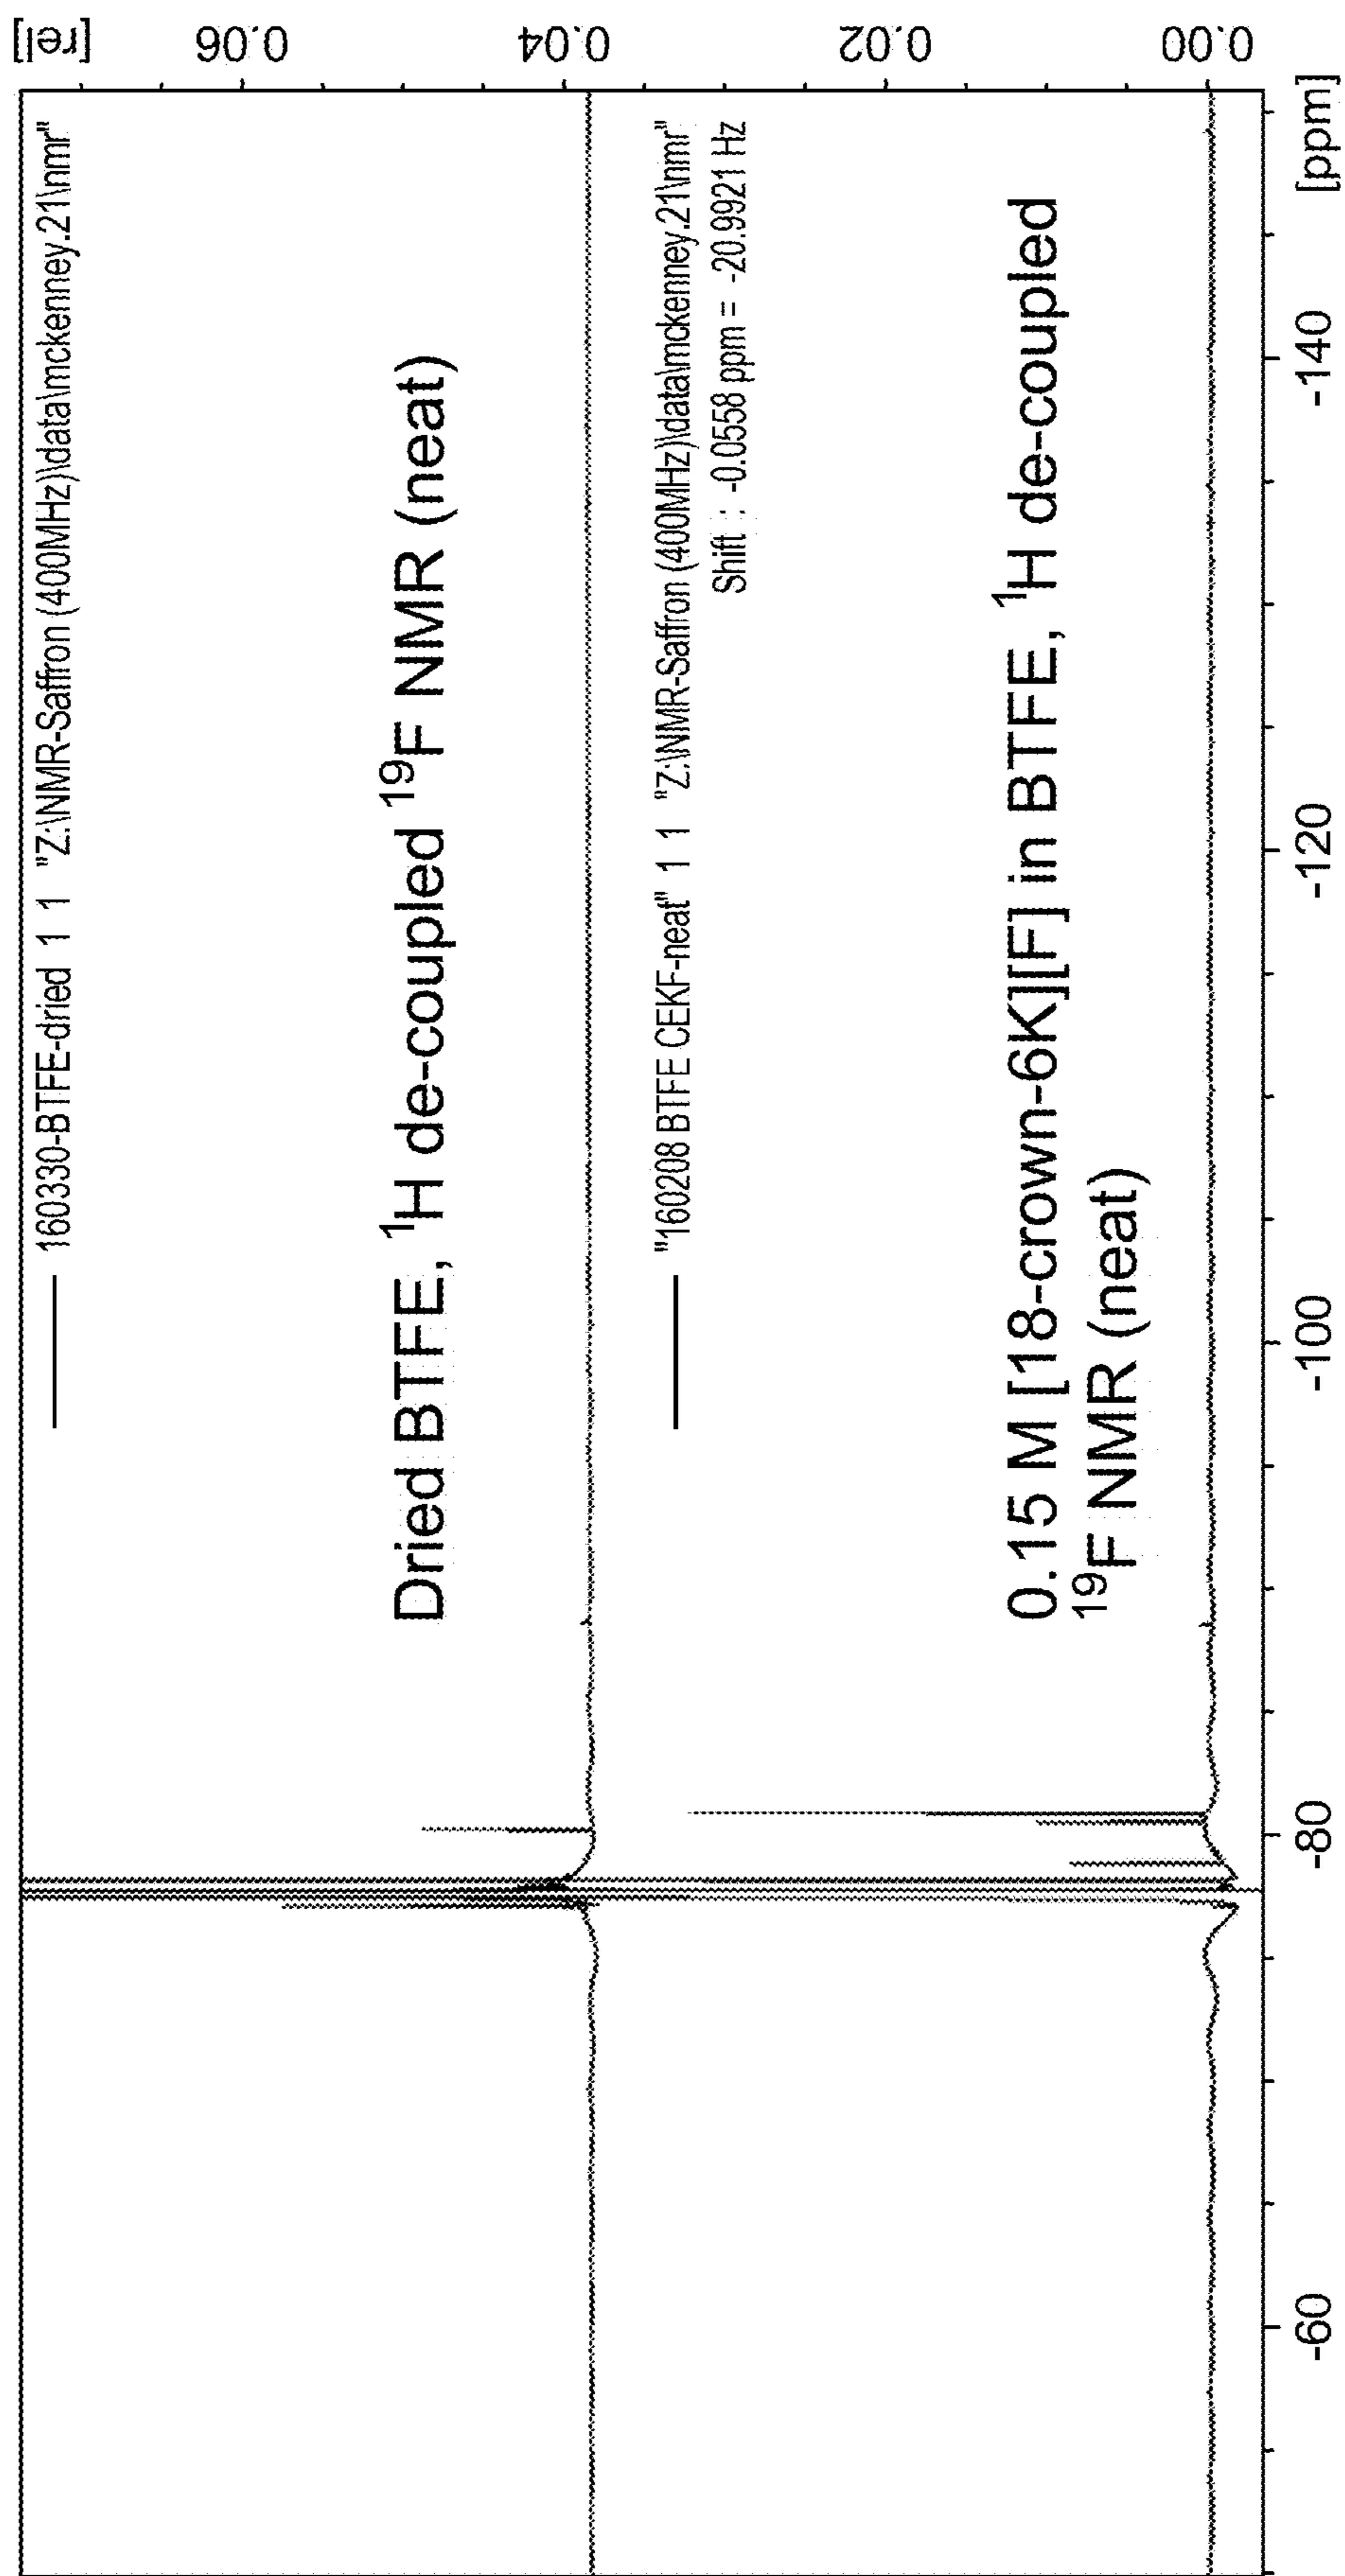 160330-BTFE-dried 1 1 "Z:\NMR-Saffron (400MHz)\data\mckenney.21\nmr"
Dried BTFE, ¹H de-coupled ¹⁹F NMR (neat)
"160208 BTFE CEKF-neat" 1 1 "Z:\NMR-Saffron (400MHz)\data\mckenney.21\nmr"
Shift : -0.0558 ppm = -20.9921 Hz
0.15 M [18-crown-6K][F] in BTFE, ¹H de-coupled
¹⁹F NMR (neat)
[rel]
0.06
0.04
0.02
0.00
-60
-80
-100
-120
-140
[ppm]